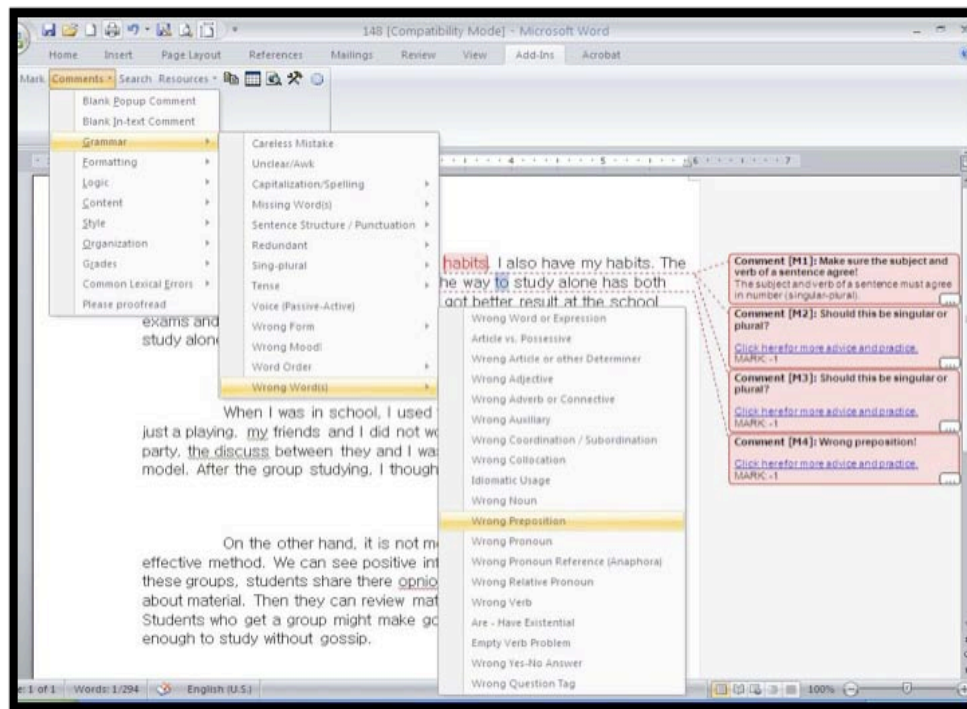 148 [Compatibility Mode] - Microsoft Word
Home Insert Page Layout References Mailings Review View Add-Ins Acrobat
Mark Comments Search Resources
Blank Popup Comment
Blank In-text Comment
Grammar
Formatting
Logic
Content
Style
Organization
Grades
Common Lexical Errors
Please proofread
Careless Mistake
Unclear/Awk
Capitalization/Spelling
Missing Word(s)
Sentence Structure / Punctuation
Redundant
Sing-plural
Tense
Voice (Passive-Active)
Wrong Form
Wrong Mood!
Word Order
Wrong Word(s)
Wrong Word or Expression
Article vs. Possessive
Wrong Article or other Determiner
Wrong Adjective
Wrong Adverb or Connective
Wrong Auxiliary
Wrong Coordination / Subordination
Wrong Collocation
Idiomatic Usage
Wrong Noun
Wrong Preposition
Wrong Pronoun
Wrong Pronoun Reference (Anaphora)
Wrong Relative Pronoun
Wrong Verb
Are - Have Existential
Empty Verb Problem
Wrong Yes-No Answer
Wrong Question Tag
4 5 6 7
habits. I also have my habits. The
he way to study alone has both
got better result at the school
exams and
study alon
When I was in school, I used
just a playing. my friends and I did not wo
party. the discuss between they and I was
model. After the group studying, I though
On the other hand, it is not m
effective method. We can see positive int
these groups, students share there opnio
about material. Then they can review mat
Students who get a group might make go
enough to study without gossip.
Comment [M1]: Make sure the subject and
verb of a sentence agree!
The subject and verb of a sentence must agree
in number (singular-plural).
Comment [M2]: Should this be singular or
plural?
Click here for more advice and practice.
MARK: -1
Comment [M3]: Should this be singular or
plural?
Click here for more advice and practice.
MARK: -1
Comment [M4]: Wrong preposition!
Click here for more advice and practice.
MARK: -1
e: 1 of 1 Words: 1/294 English (U.S.) 100%